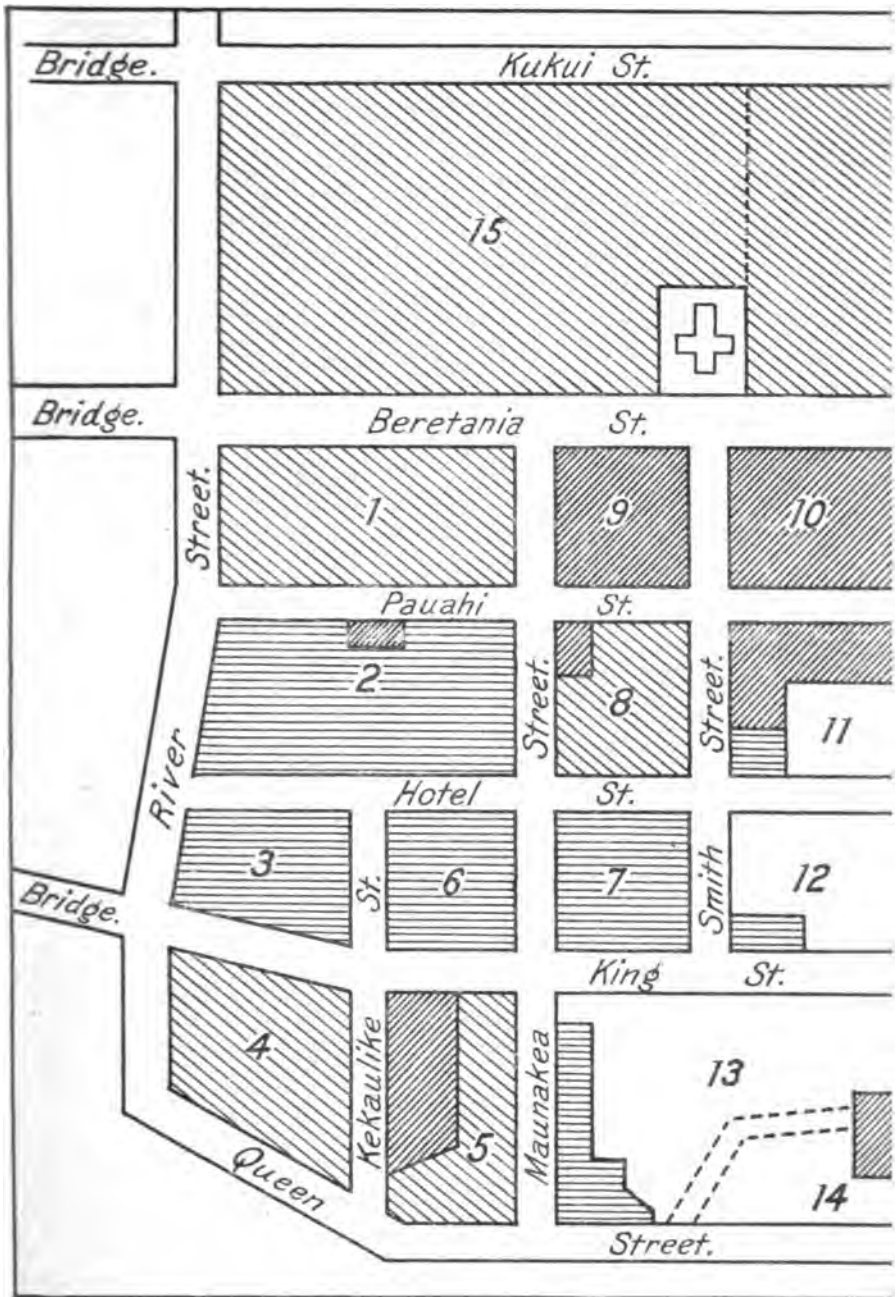 Bridge.
Kukui St.
15
Bridge.
Beretania St.
Street.
1
9
10
Pauahi St.
2
Street.
8
Street.
11
River
Hotel St.
3
St.
6
7
Smith
12
Bridge.
King St.
4
Kekaulike
5
Maunakea
13
14
Queen
Street.